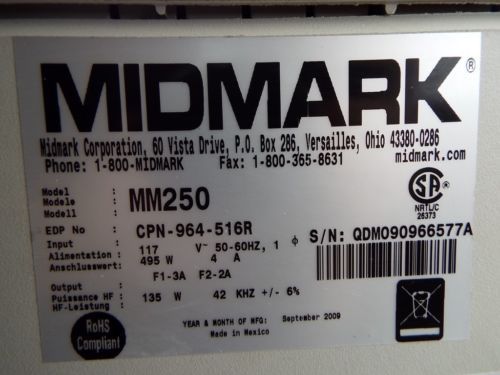 MIDMARK®
Midmark Corporation, 60 Vista Drive, P.O. Box 286, Versailles, Ohio 43380-0286
Phone: 1-800-MIDMARK Fax: 1-800-365-8631 midmark.com
Model
Modele
Modell
MM250
SA
NRTL/C
26373
EDP No CPN-964-516R
S/N: QDM090966577A
Input
Alimentation
Anschlusswert
117 V~ 50-60HZ, 1 ϕ
495 W 4 A
F1-3A F2-2A
Output
Puissance HF
HF-Leistung
135 W 42 KHZ +/- 6%
RoHS
Compliant
YEAR & MONTH OF MFG: September 2009
Made in Mexico